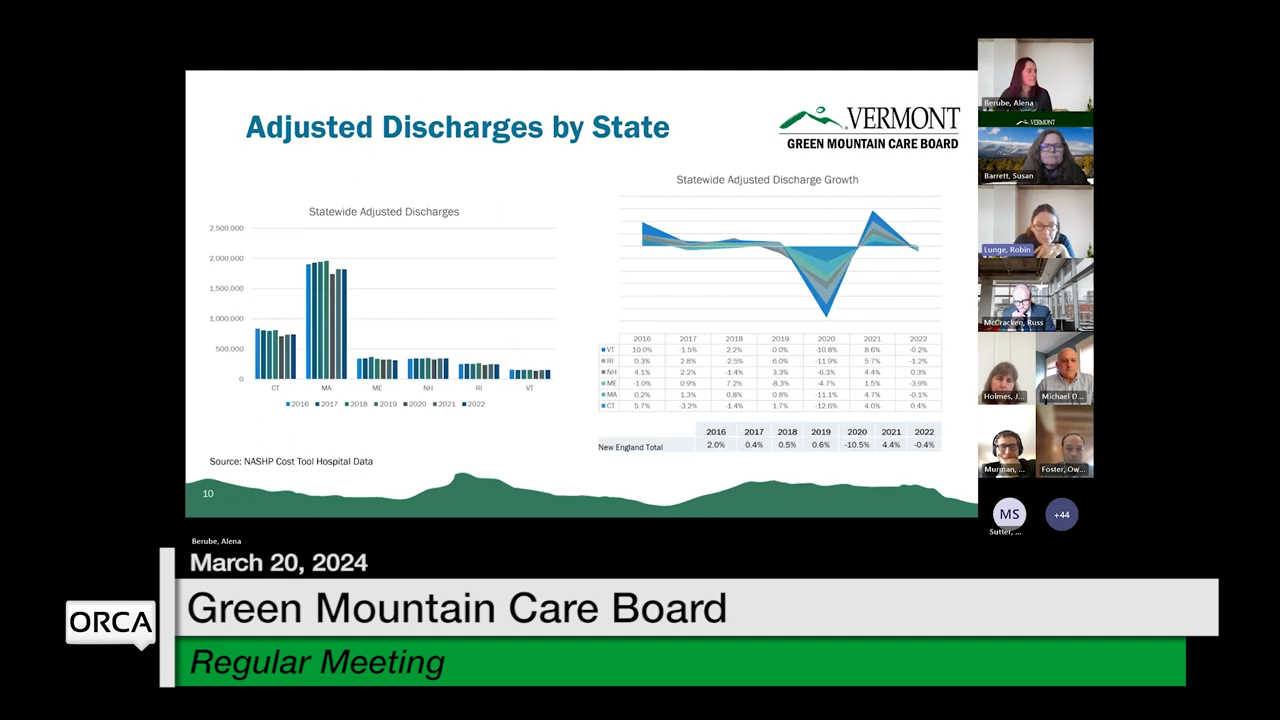 Adjusted Discharges by State
VERMONT
GREEN MOUNTAIN CARE BOARD
Statewide Adjusted Discharges
2,500,000
2,000,000
1,500,000
1,000,000
500,000
0
CT MA ME NH RI VT
2016 2017 2018 2019 2020 2021 2022
Statewide Adjusted Discharge Growth
2016 2017 2018 2019 2020 2021 2022
VT 10.0% -1.5% 2.2% 0.0% -10.8% 8.6% -0.2%
RI 0.3% 2.8% -2.5% 6.0% -11.9% 5.7% -1.2%
NH 4.1% 2.2% -1.4% 3.3% -6.3% 4.4% 0.3%
ME -1.0% 0.9% 7.2% -8.3% -4.7% 1.5% -3.9%
MA 0.2% 1.3% 0.8% 0.8% -11.1% 4.7% -0.1%
CT 5.7% -3.2% -1.4% 1.7% -12.6% 4.0% 0.4%
2016 2017 2018 2019 2020 2021 2022
New England Total 2.0% 0.4% 0.5% 0.6% -10.5% 4.4% -0.4%
Source: NASHP Cost Tool Hospital Data
10
Berube, Alena
VERMONT
Barrett, Susan
Lunge, Robin
McCracken, Russ
Holmes, J...
Michael D...
Murman, ...
Foster, Ow...
MS
+44
Sutter, ...
Berube, Alena
March 20, 2024
ORCA
Green Mountain Care Board
Regular Meeting